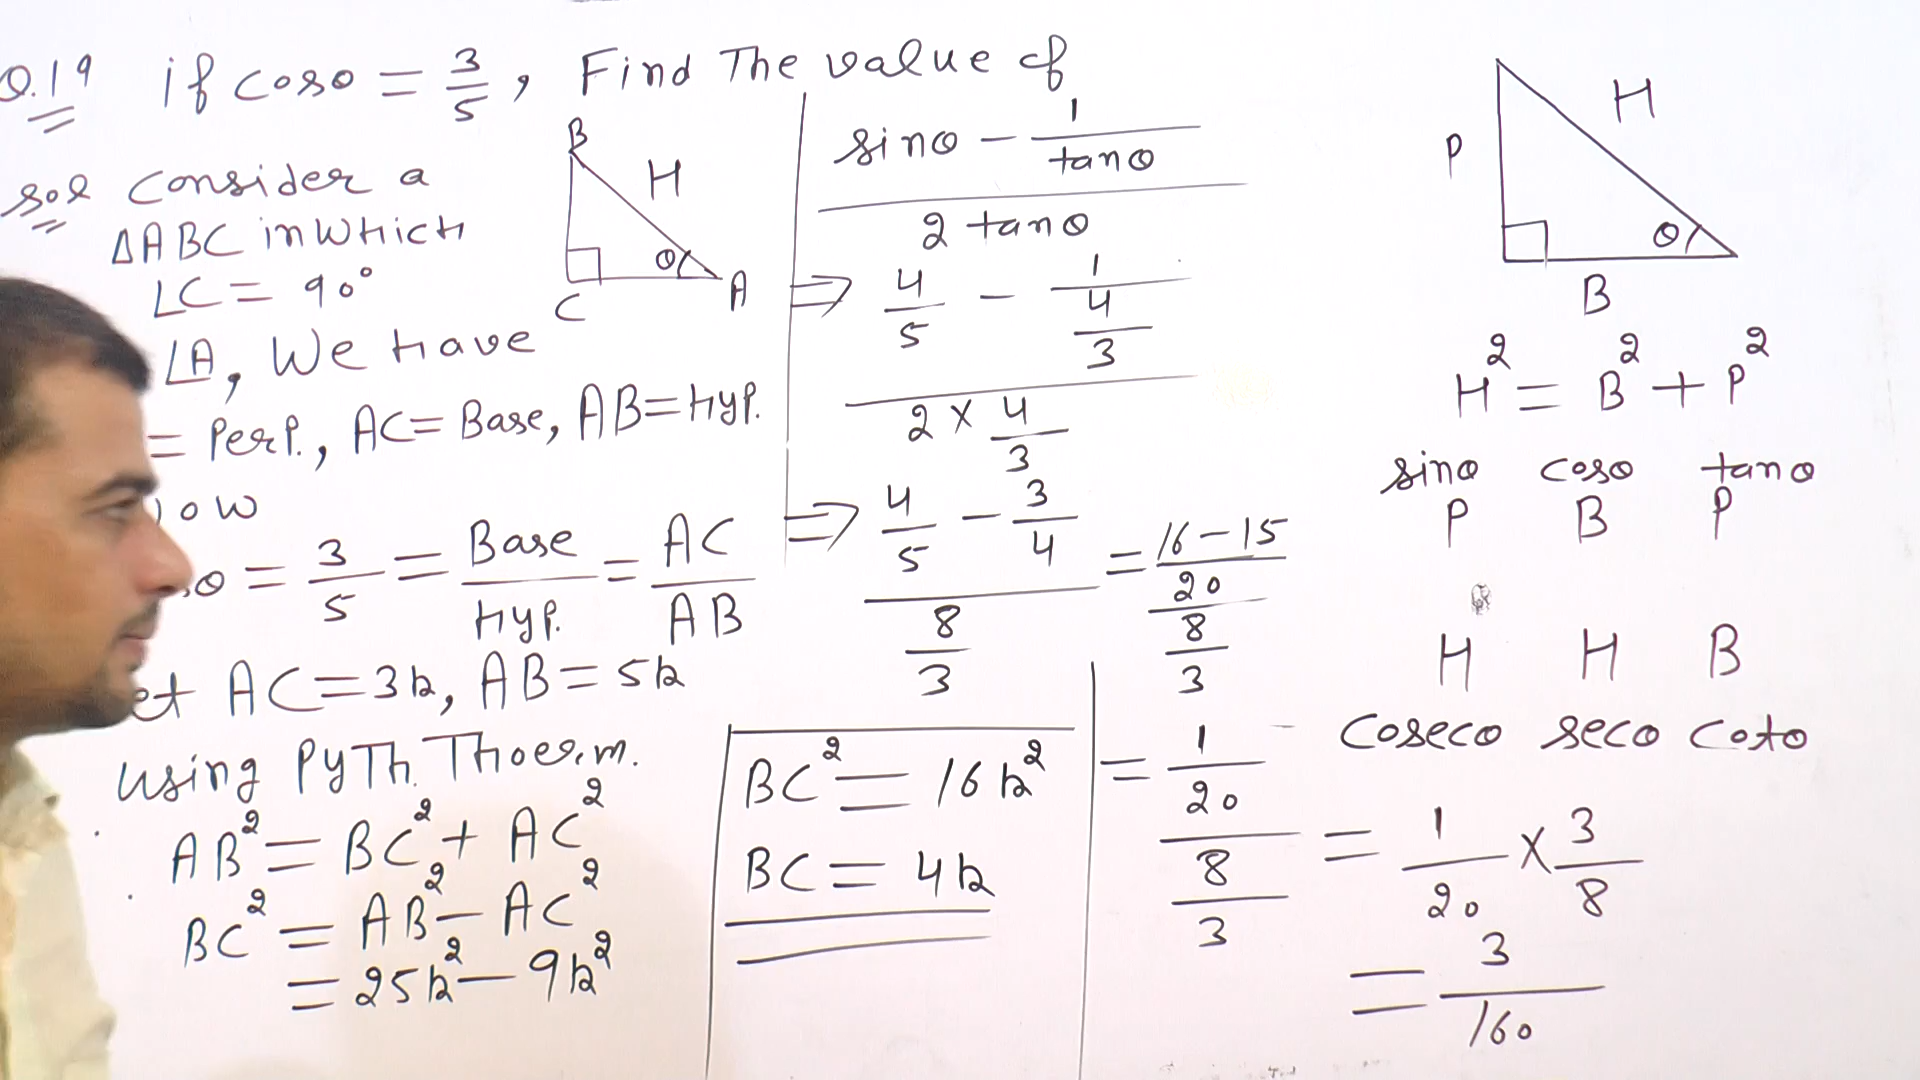 Q.19 if cosθ = 3/5, Find The value of
sinθ − 1/tanθ
2 tanθ
sol Consider a
ΔABC in Which
∠C = 90°
∠A, We have
= Perp., AC = Base, AB = Hyp.
ow
sθ = 3/5 = Base/Hyp. = AC/AB
et AC = 3k, AB = 5k
Using PyTh. Thoerm.
AB² = BC² + AC²
BC² = AB² − AC²
= 25k² − 9k²
B
H
θ
C
A
⇒ 4/5 − 1/(4/3)
2 × 4/3
⇒ 4/5 − 3/4
8/3
= (16 − 15)/20
8/3
BC² = 16k²
BC = 4k
= 1/20
8/3
= 1/20 × 3/8
= 3/160
P
H
θ
B
H² = B² + P²
sinθ cosθ tanθ
P B P
H H B
cosecθ secθ cotθ